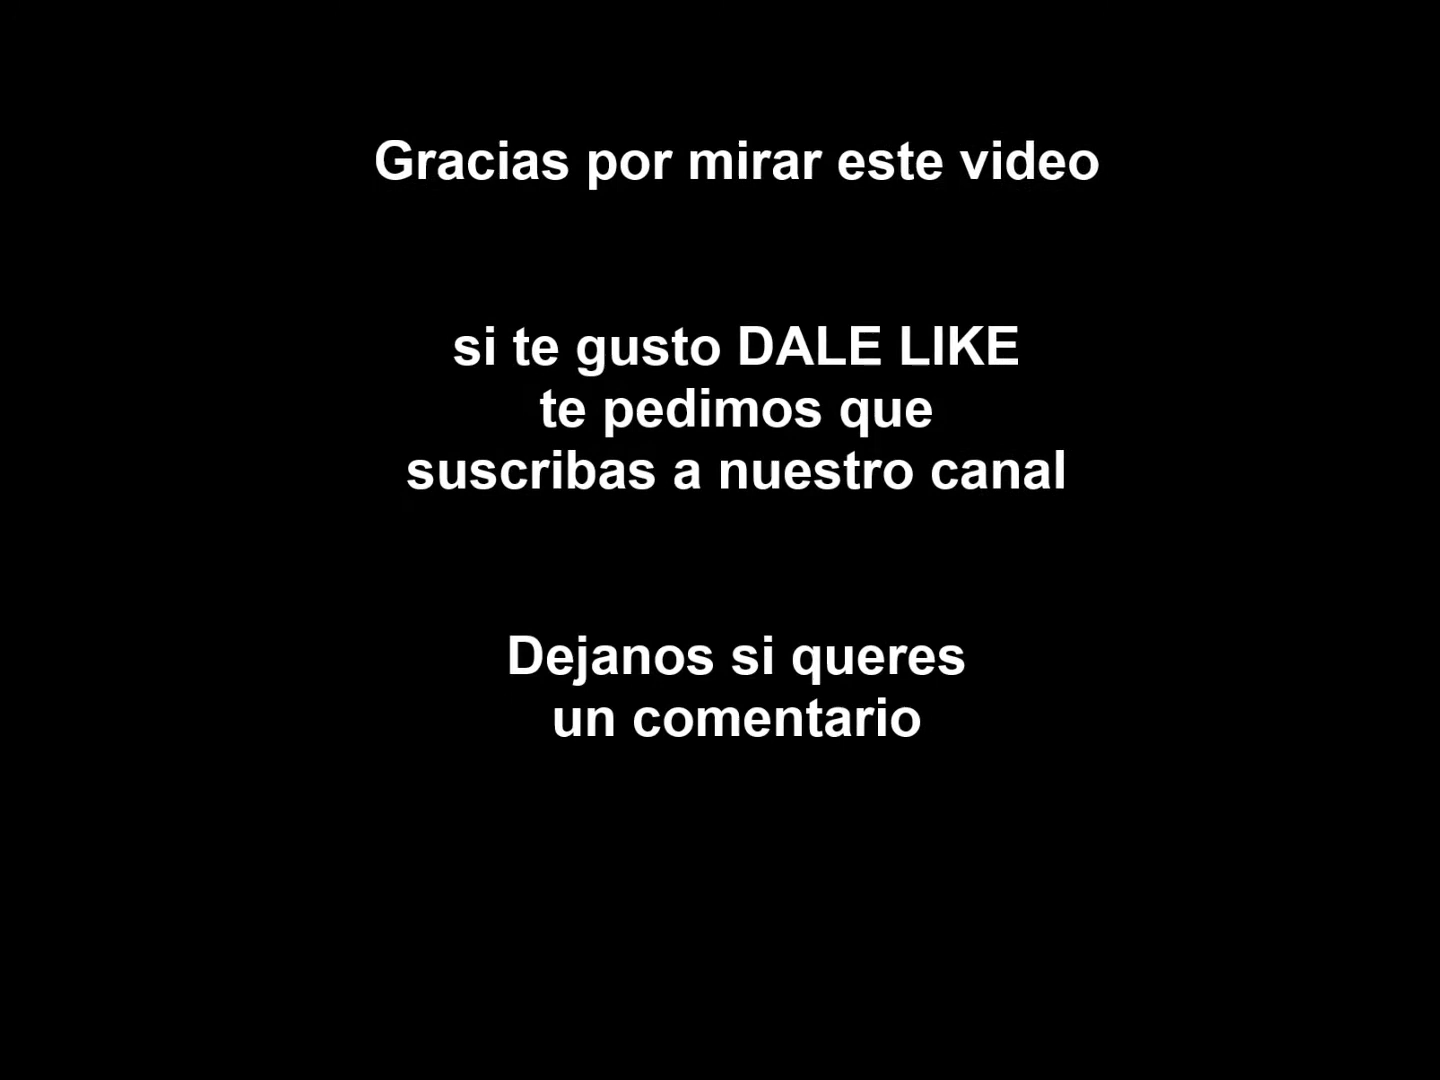 Gracias por mirar este video
si te gusto DALE LIKE
te pedimos que
suscribas a nuestro canal
Dejanos si queres
un comentario